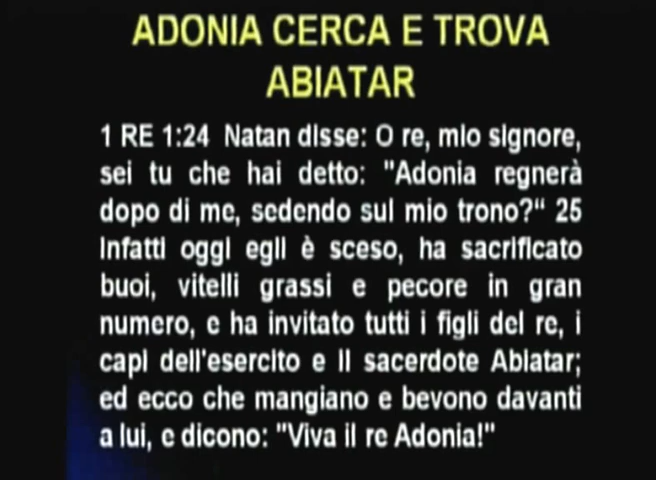 ADONIA CERCA E TROVA
ABIATAR
1 RE 1:24 Natan disse: O re, mio signore,
sei tu che hai detto: "Adonia regnerà
dopo di me, sedendo sul mio trono?“ 25
Infatti oggi egli è sceso, ha sacrificato
buoi, vitelli grassi e pecore in gran
numero, e ha invitato tutti i figli del re, i
capi dell'esercito e il sacerdote Abiatar;
ed ecco che mangiano e bevono davanti
a lui, e dicono: "Viva il re Adonia!"